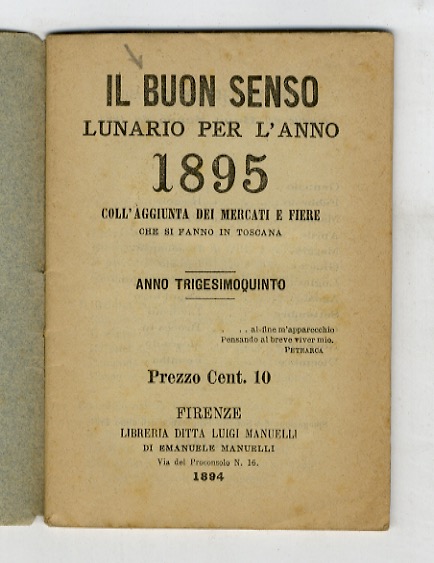 IL BUON SENSO
LUNARIO PER L'ANNO
1895
COLL'AGGIUNTA DEI MERCATI E FIERE
CHE SI FANNO IN TOSCANA
ANNO TRIGESIMOQUINTO
. . . al-fine m'apparecchio
Pensando al breve viver mio.
PETRARCA
Prezzo Cent. 10
FIRENZE
LIBRERIA DITTA LUIGI MANUELLI
DI EMANUELE MANUELLI
Via del Proconsolo N. 16.
1894